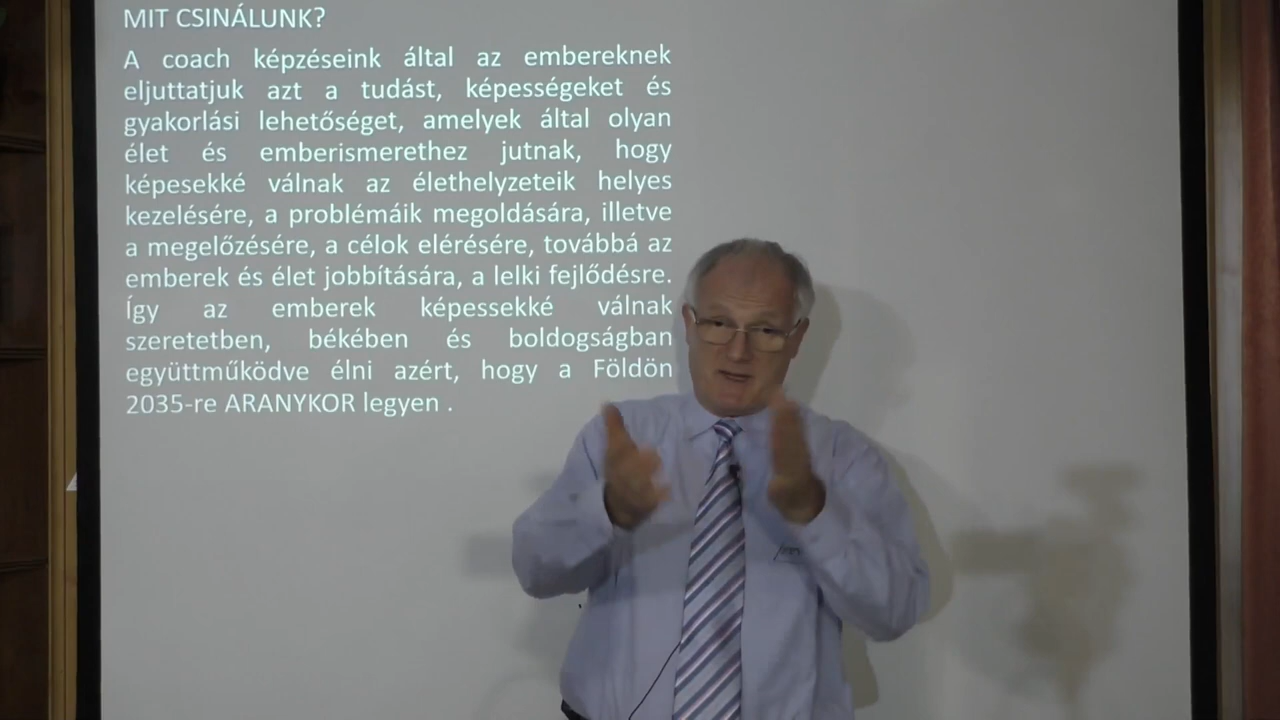 MIT CSINÁLUNK?
A coach képzéseink által az embereknek
eljuttatjuk azt a tudást, képességeket és
gyakorlási lehetőséget, amelyek által olyan
élet és emberismerethez jutnak, hogy
képesekké válnak az élethelyzeteik helyes
kezelésére, a problémáik megoldására, illetve
a megelőzésére, a célok elérésére, továbbá az
emberek és élet jobbítására, a lelki fejlődésre.
Így az emberek képessekké válnak
szeretetben, békében és boldogságban
együttműködve élni azért, hogy a Földön
2035-re ARANYKOR legyen .